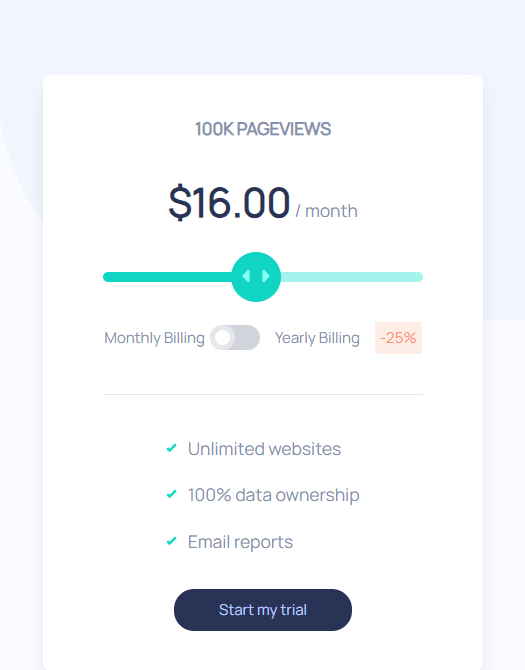 100K PAGEVIEWS
$16.00 / month
Monthly Billing Yearly Billing -25%
Unlimited websites
100% data ownership
Email reports
Start my trial